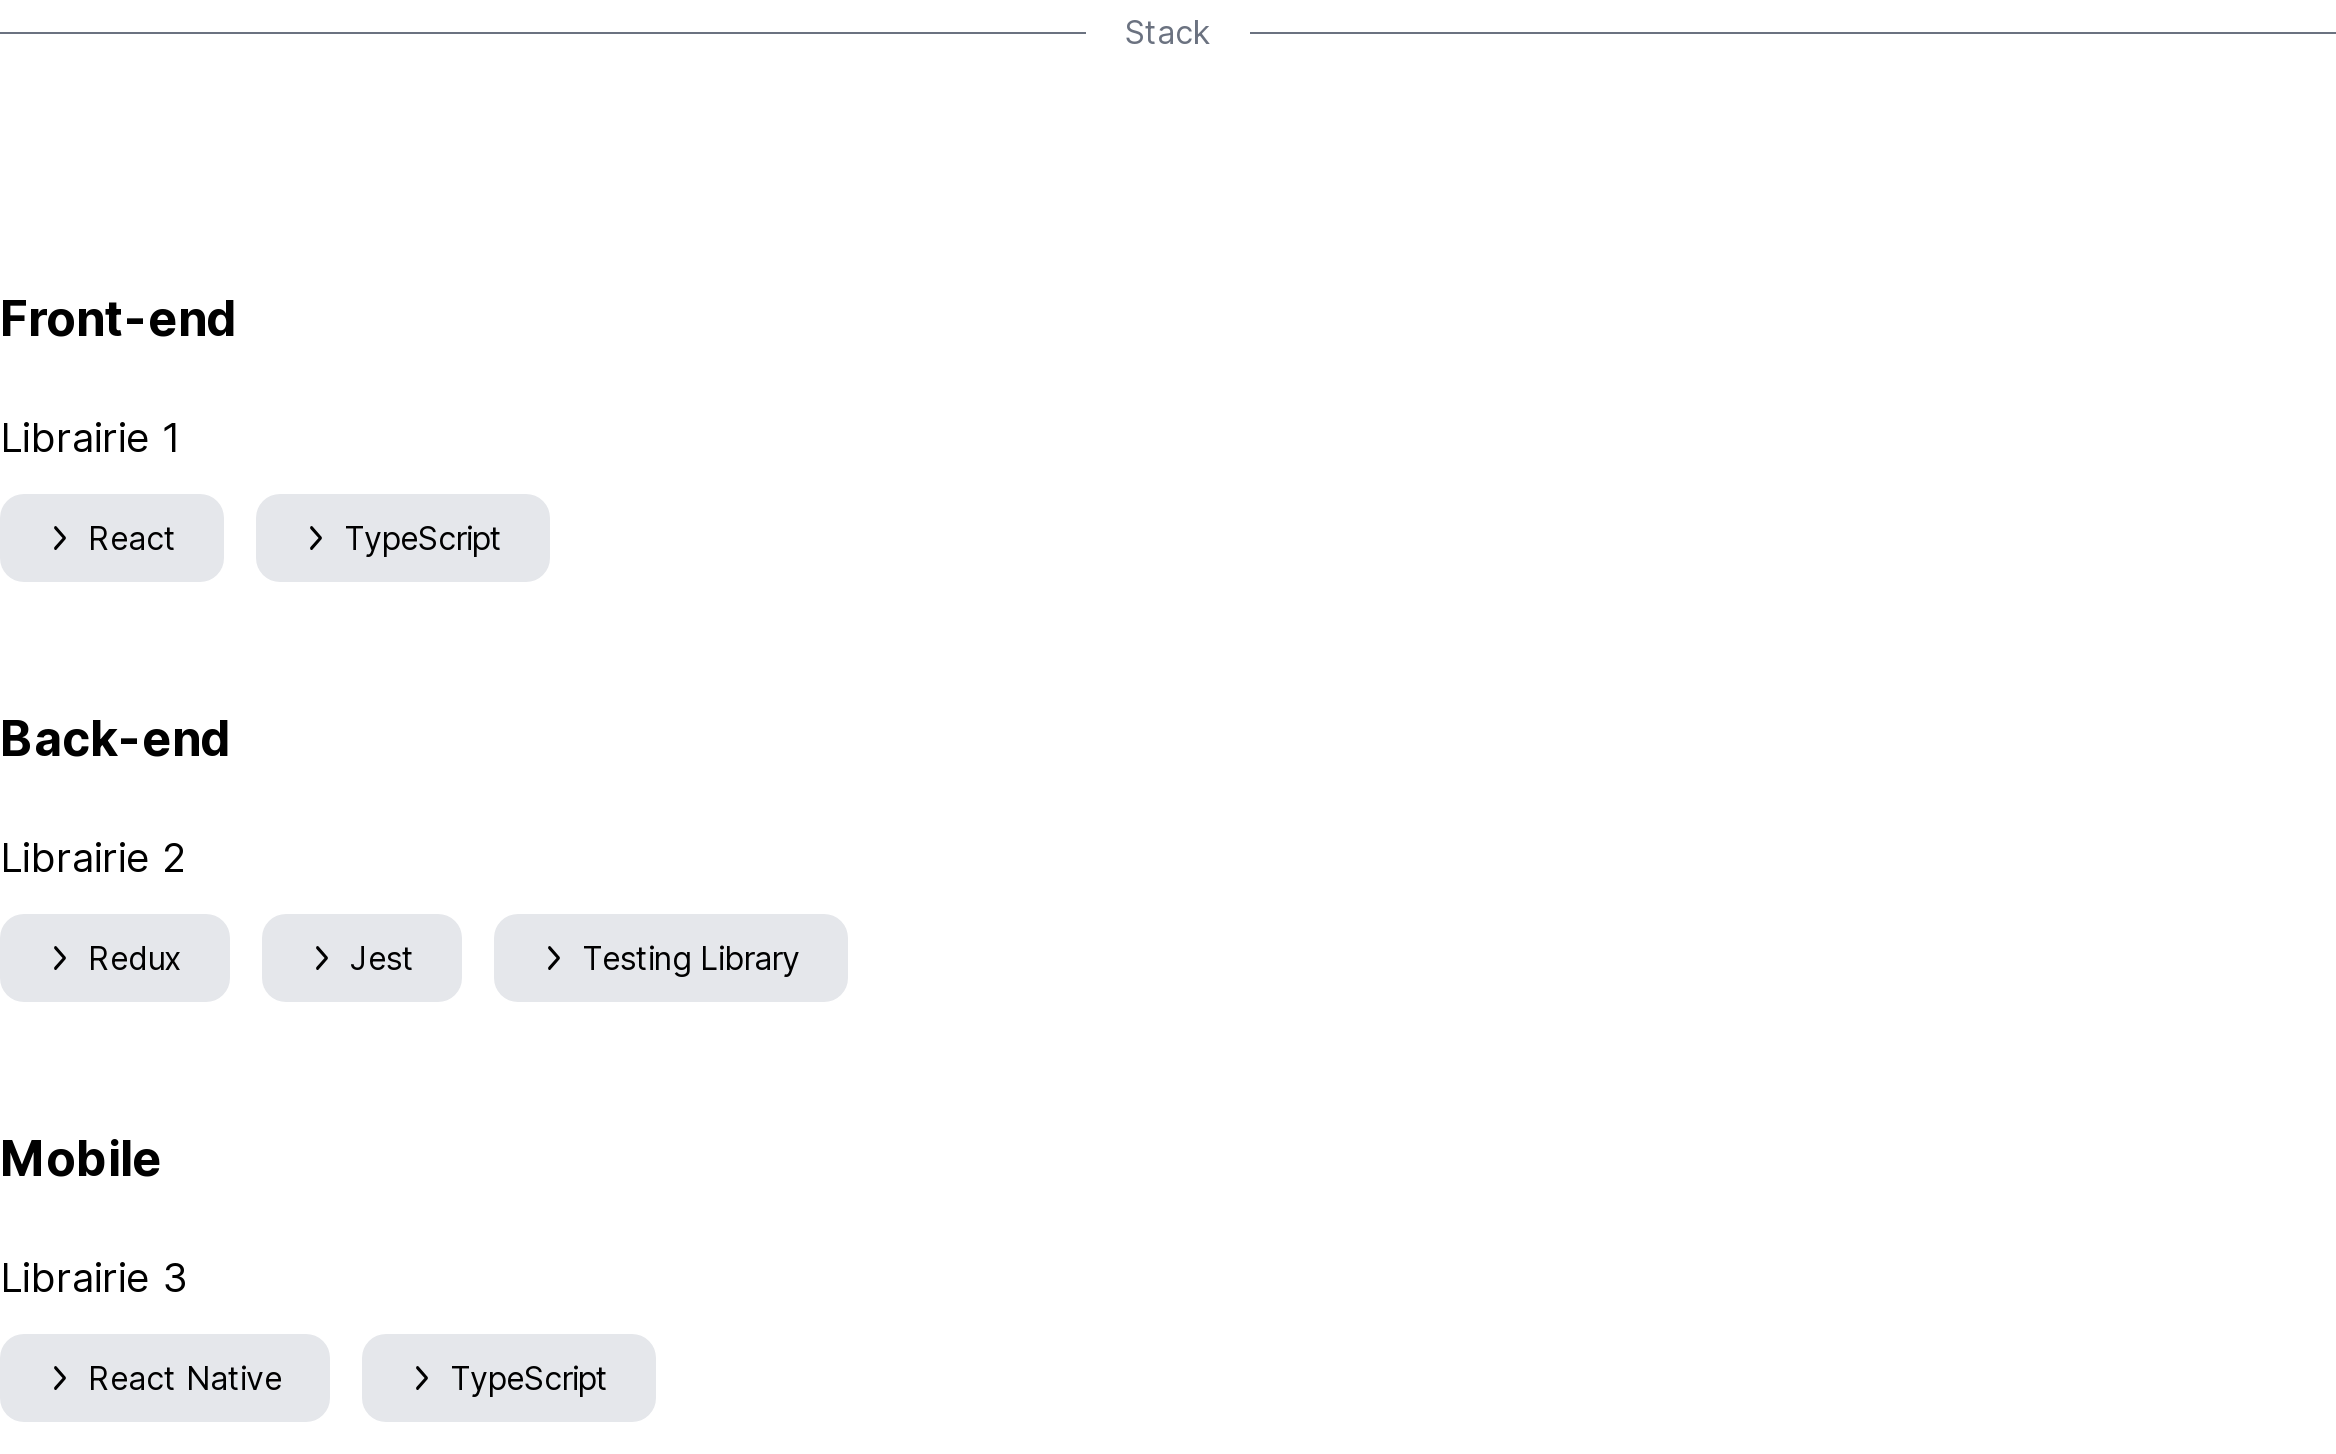 Stack
Front-end
Librairie 1
React TypeScript
Back-end
Librairie 2
Redux Jest Testing Library
Mobile
Librairie 3
React Native TypeScript